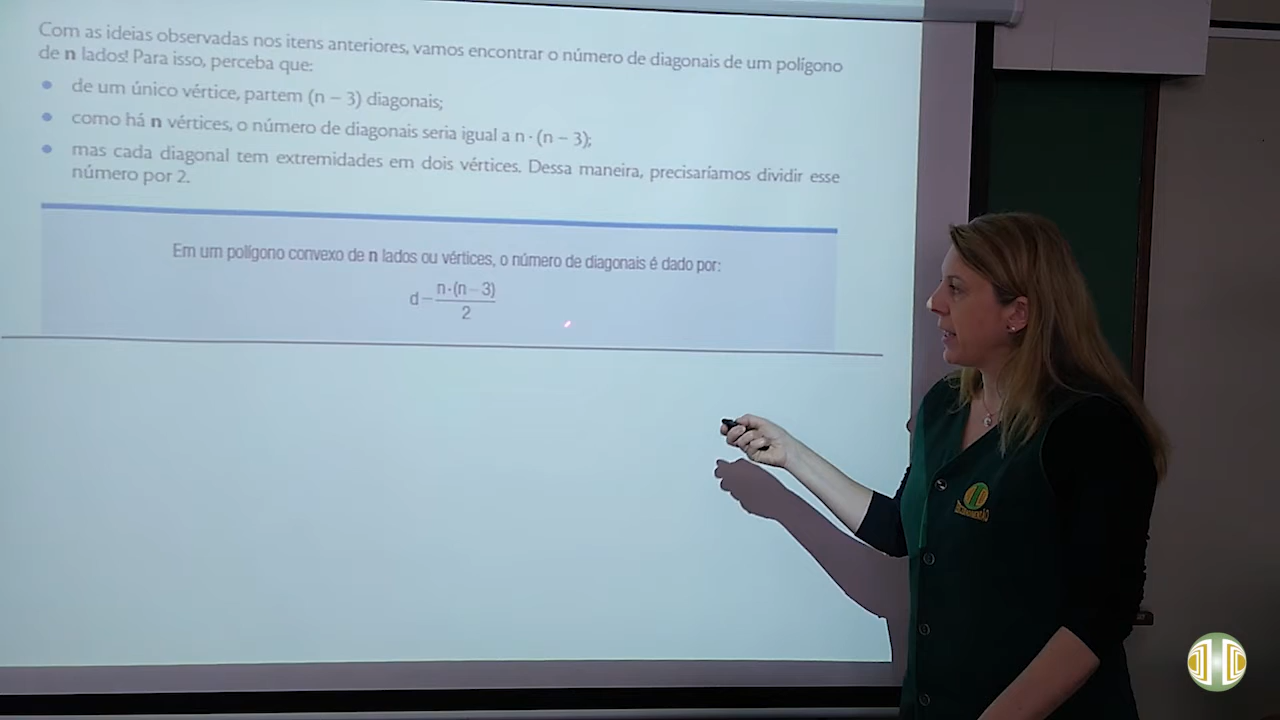 Com as ideias observadas nos itens anteriores, vamos encontrar o número de diagonais de um polígono
de n lados! Para isso, perceba que:
• de um único vértice, partem (n – 3) diagonais;
• como há n vértices, o número de diagonais seria igual a n · (n – 3);
• mas cada diagonal tem extremidades em dois vértices. Dessa maneira, precisaríamos dividir esse
número por 2.
Em um polígono convexo de n lados ou vértices, o número de diagonais é dado por:
d – n·(n – 3)
2